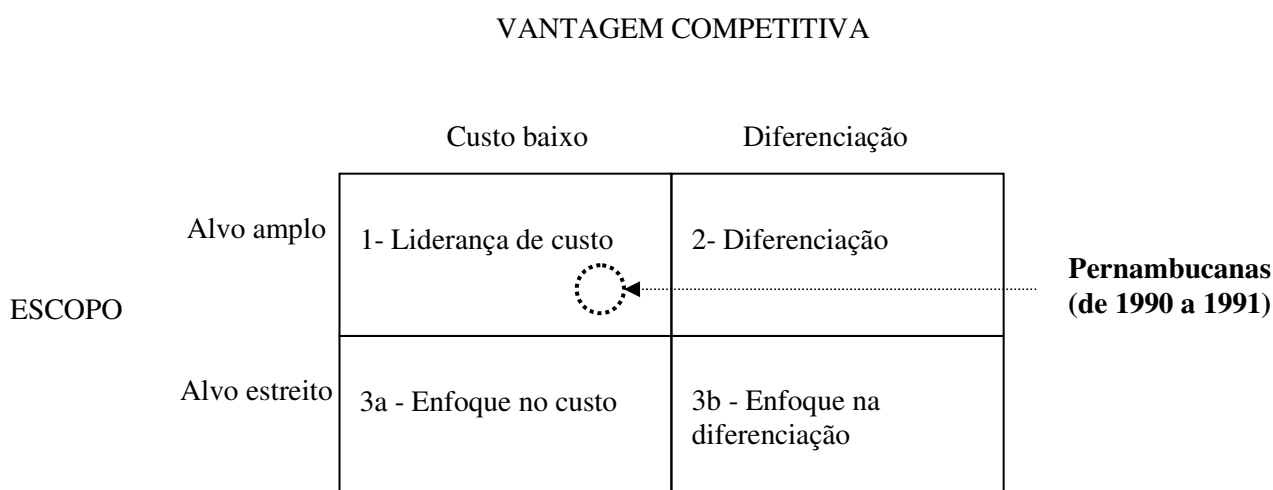 VANTAGEM COMPETITIVA
Custo baixo
Diferenciação
Alvo amplo
1- Liderança de custo
2- Diferenciação
Pernambucanas
(de 1990 a 1991)
ESCOPO
Alvo estreito
3a - Enfoque no custo
3b - Enfoque na
diferenciação